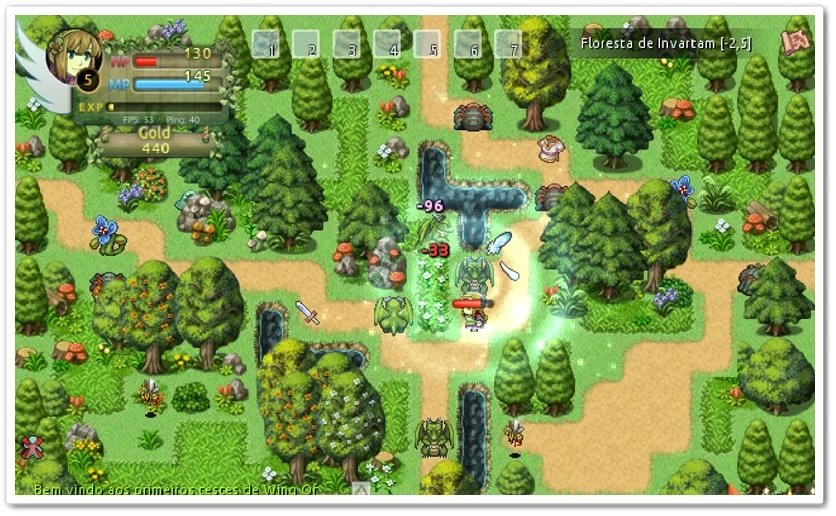 1 2 3 4 5 6 7
Floresta de Invartam [-2,5]
HP 130
5
MP 145
EXP
FPS: 53 Ping: 40
Gold
440
-96
-33
Bem vindo aos primeiros testes de Wing Of